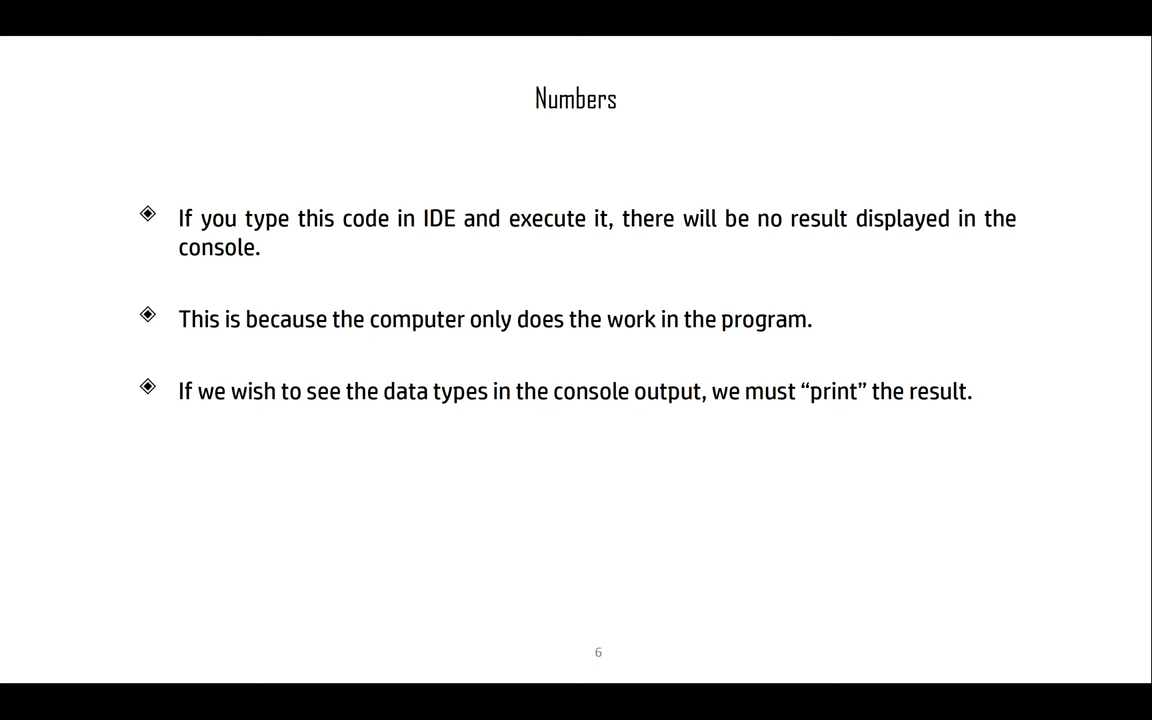 Numbers
If you type this code in IDE and execute it, there will be no result displayed in the
console.
This is because the computer only does the work in the program.
If we wish to see the data types in the console output, we must “print” the result.
6